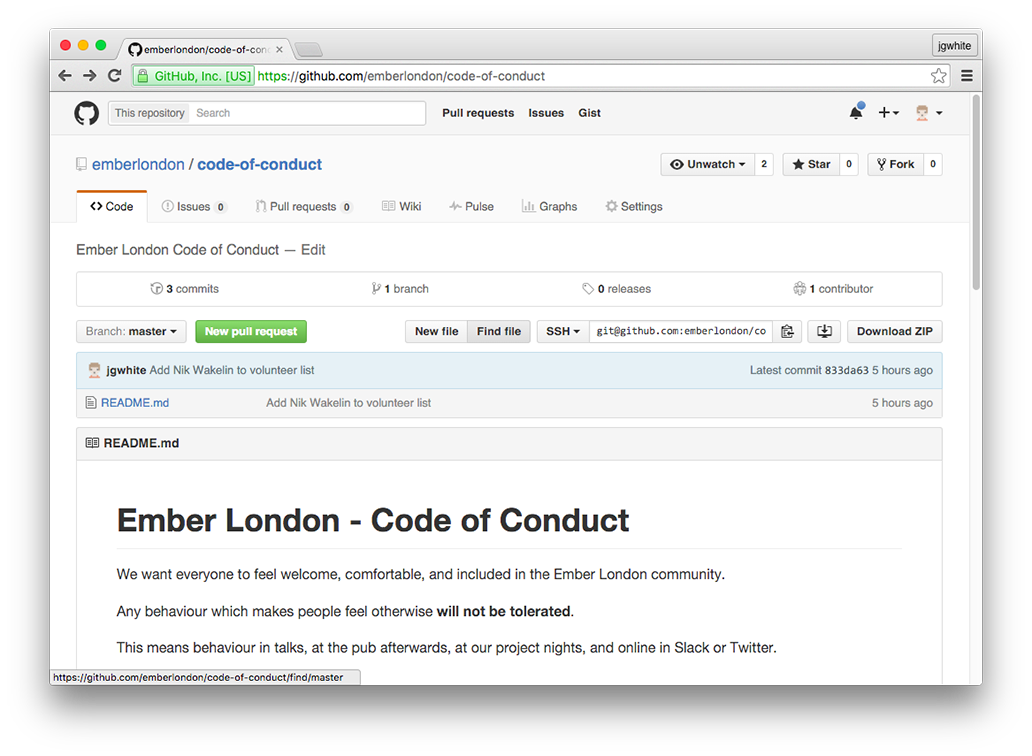 emberlondon/code-of-con
jgwhite
GitHub, Inc. [US] https://github.com/emberlondon/code-of-conduct
This repository Search Pull requests Issues Gist
emberlondon / code-of-conduct Unwatch 2 Star 0 Fork 0
Code Issues 0 Pull requests 0 Wiki Pulse Graphs Settings
Ember London Code of Conduct — Edit
3 commits 1 branch 0 releases 1 contributor
Branch: master New pull request New file Find file SSH git@github.com:emberlondon/co Download ZIP
jgwhite Add Nik Wakelin to volunteer list Latest commit 833da63 5 hours ago
README.md Add Nik Wakelin to volunteer list 5 hours ago
README.md
Ember London - Code of Conduct
We want everyone to feel welcome, comfortable, and included in the Ember London community.
Any behaviour which makes people feel otherwise will not be tolerated.
This means behaviour in talks, at the pub afterwards, at our project nights, and online in Slack or Twitter.
https://github.com/emberlondon/code-of-conduct/find/master